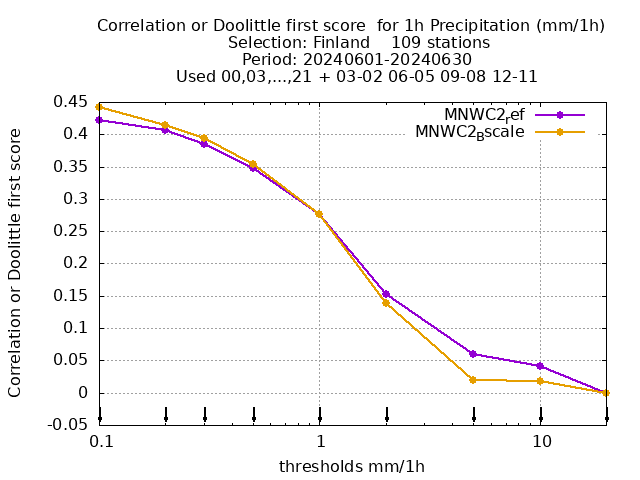 Correlation or Doolittle first score  for 1h Precipitation (mm/1h)
Selection: Finland    109 stations
Period: 20240601-20240630
Used 00,03,...,21 + 03-02 06-05 09-08 12-11
MNWC2ref
MNWC2Bscale
Correlation or Doolittle first score
0.45
0.4
0.35
0.3
0.25
0.2
0.15
0.1
0.05
0
-0.05
0.1 1 10
thresholds mm/1h